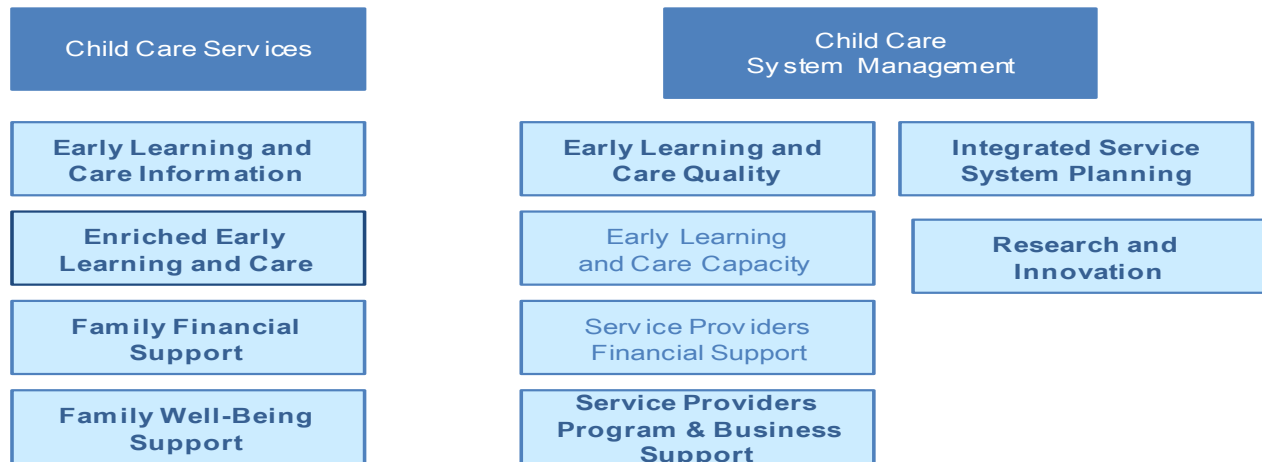 Child Care Services
Child Care
System Management
Early Learning and
Care Information
Enriched Early
Learning and Care
Family Financial
Support
Family Well-Being
Support
Early Learning and
Care Quality
Early Learning
and Care Capacity
Service Providers
Financial Support
Service Providers
Program & Business
Support
Integrated Service
System Planning
Research and
Innovation